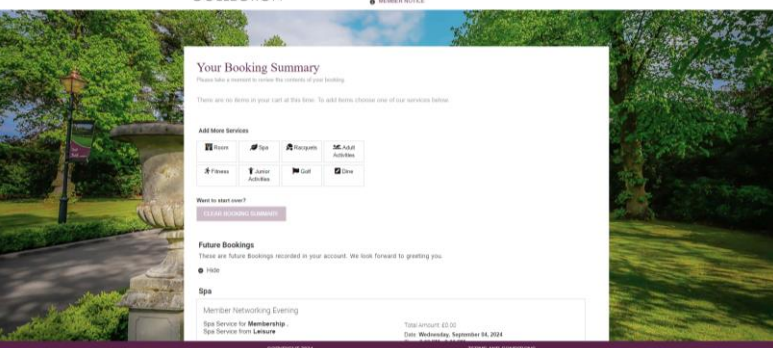 MEMBER NOTICE
Your Booking Summary
Please take a moment to review the contents of your booking.
There are no items in your cart at this time. To add items choose one of our services below.
Add More Services
Room
Spa
Racquets
Adult Activities
Fitness
Junior Activities
Golf
Dine
Want to start over?
CLEAR BOOKING SUMMARY
Future Bookings
These are future Bookings recorded in your account. We look forward to greeting you.
Hide
Spa
Member Networking Evening
Spa Service for Membership .
Spa Service from Leisure
Total Amount: £0.00
Date: Wednesday, September 04, 2024